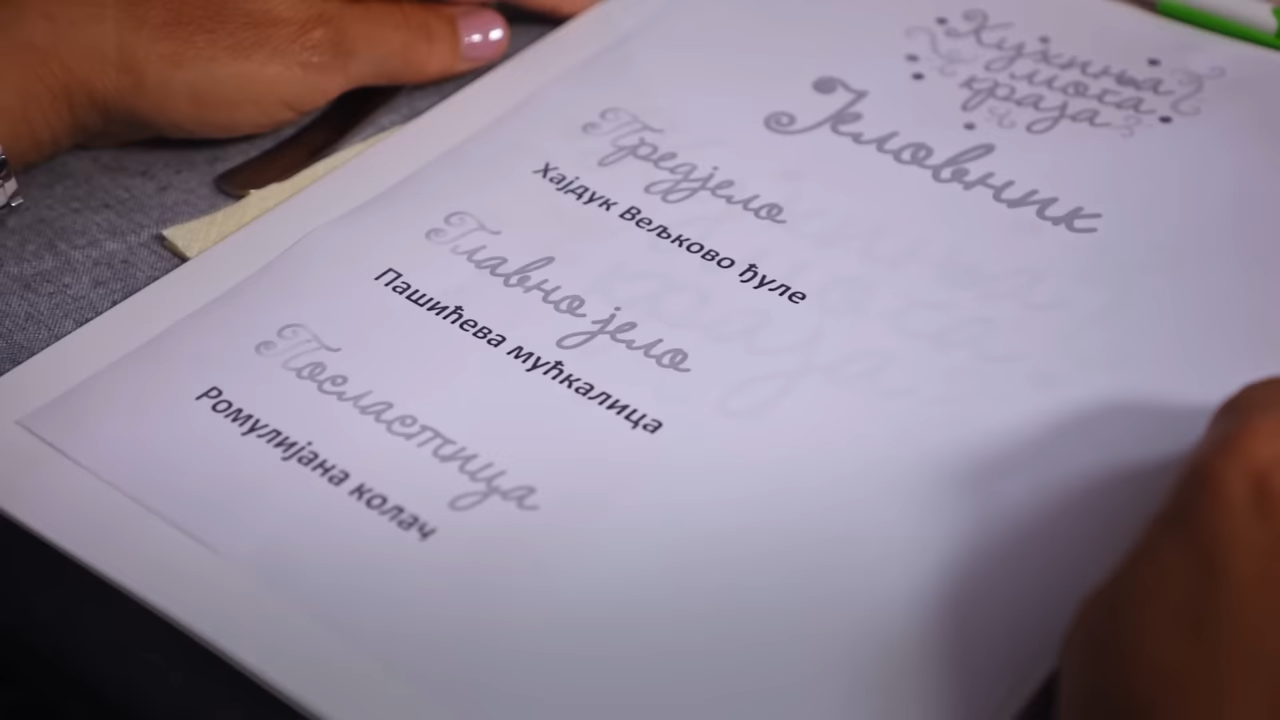 Кухиња
мога
краја
Јеловник
Предјело
Хајдук Вељково ђуле
Главно јело
Пашићева мућкалица
Посластица
Ромулијана колач